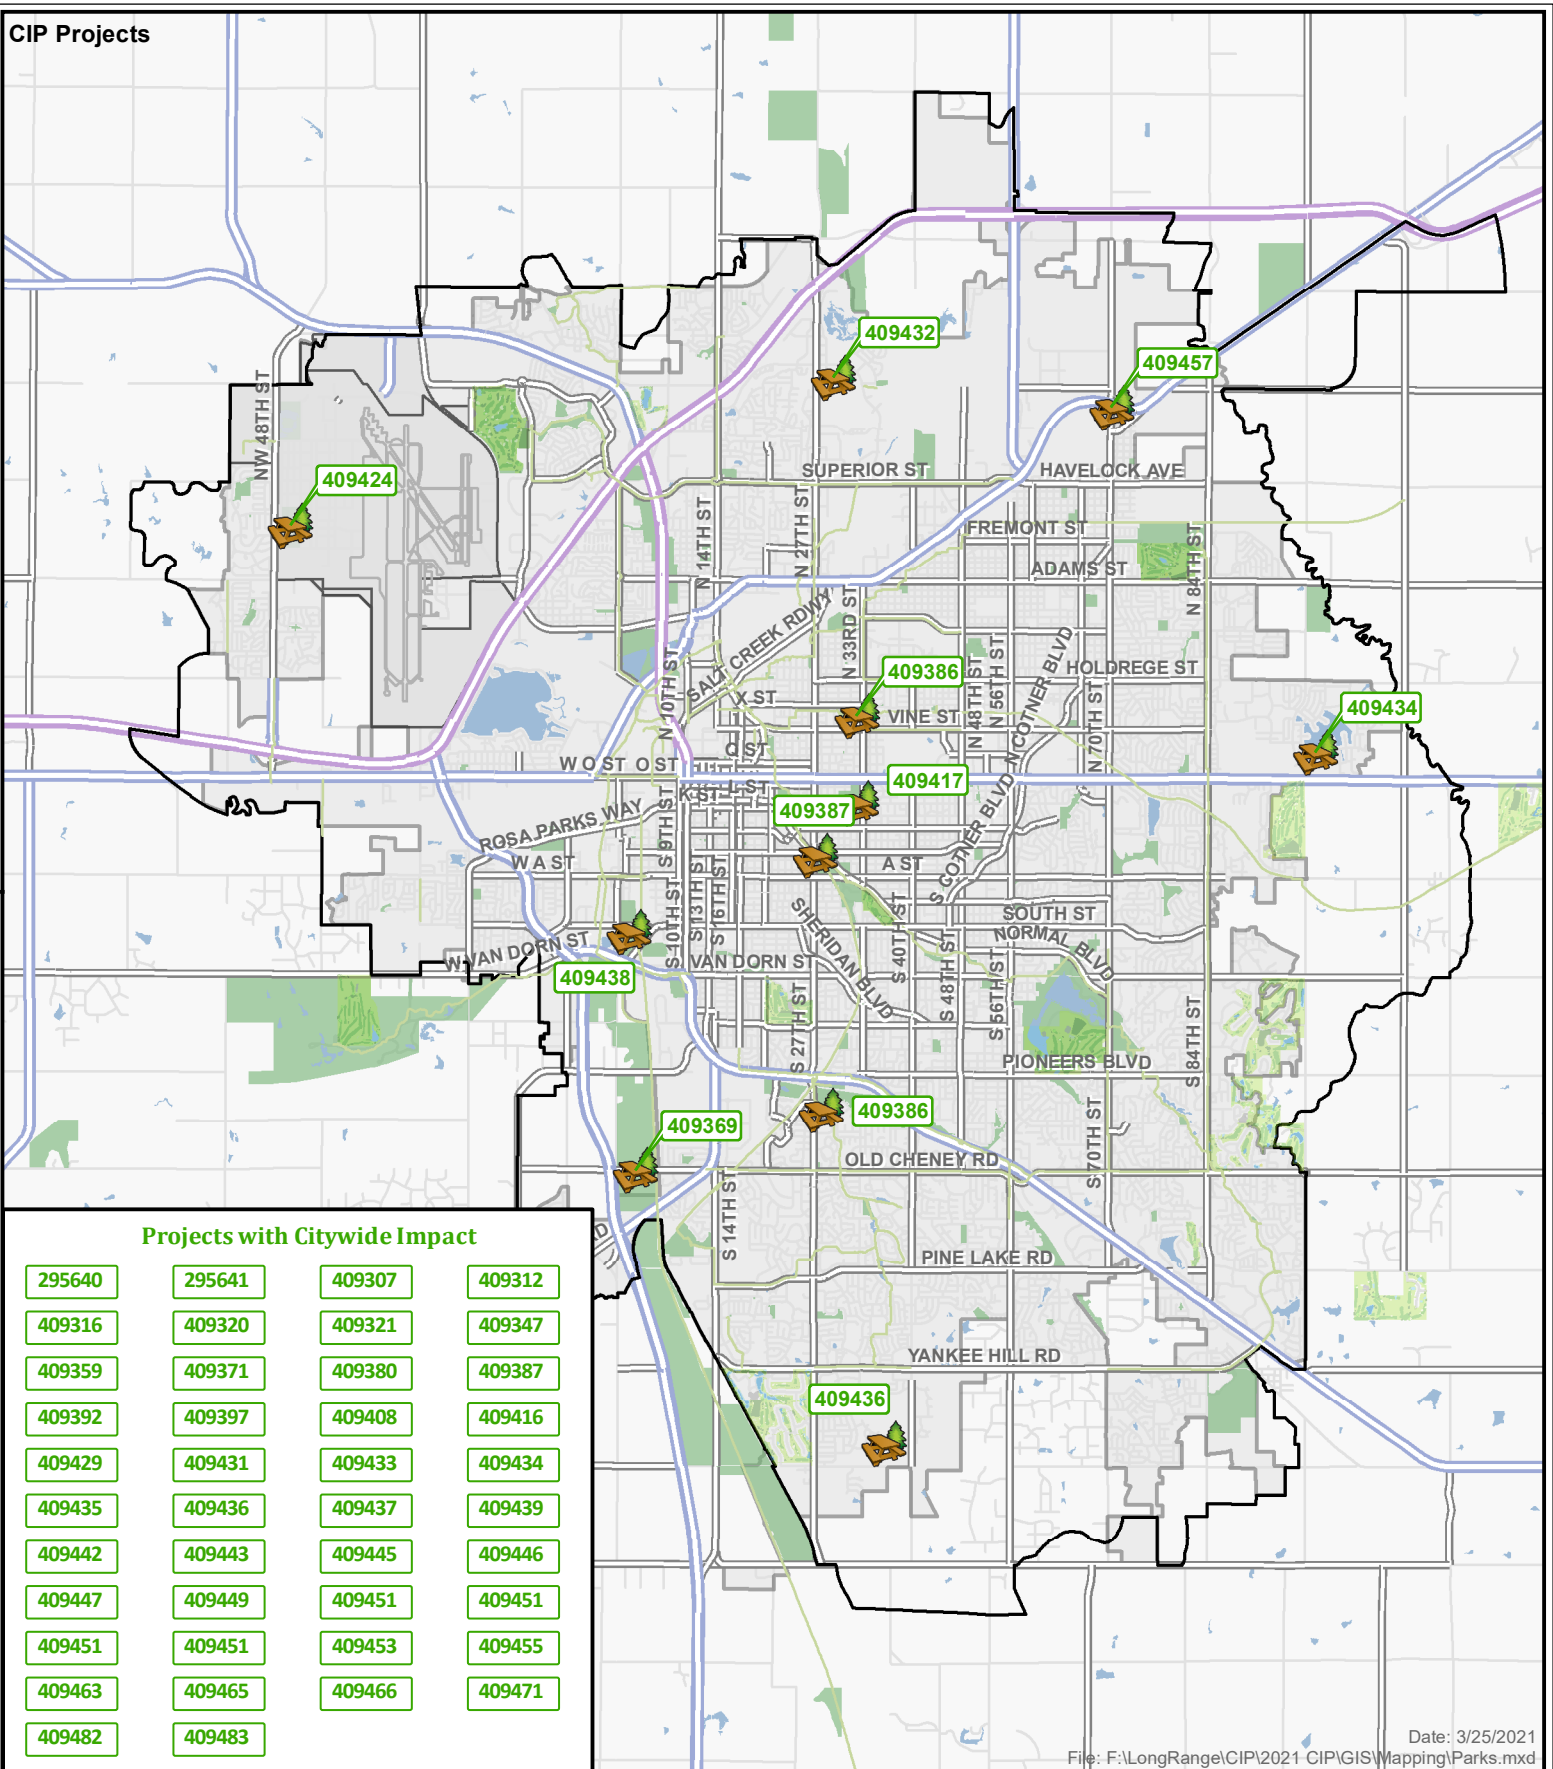 CIP Projects
409432
409457
NW 48TH ST
409424
SUPERIOR ST
HAVELOCK AVE
N 14TH ST
N 27TH ST
FREMONT ST
ADAMS ST
N 84TH ST
SALT CREEK RDWY
N 33RD ST
N 10TH ST
409386
N 48TH ST
N 56TH ST
N COTNER BLVD
HOLDREGE ST
N 70TH ST
X ST
VINE ST
409434
Q ST
W O ST
O ST
409417
K ST
L ST
409387
ROSA PARKS WAY
S 9TH ST
W A ST
A ST
S COTNER BLVD
S 10TH ST
S 13TH ST
S 16TH ST
SHERIDAN BLVD
S 40TH ST
SOUTH ST
NORMAL BLVD
W VAN DORN ST
VAN DORN ST
S 48TH ST
S 56TH ST
409438
S 27TH ST
S 84TH ST
PIONEERS BLVD
409386
409369
S 70TH ST
OLD CHENEY RD
S 14TH ST
PINE LAKE RD
YANKEE HILL RD
409436
RD
Projects with Citywide Impact
295640 295641 409307 409312
409316 409320 409321 409347
409359 409371 409380 409387
409392 409397 409408 409416
409429 409431 409433 409434
409435 409436 409437 409439
409442 409443 409445 409446
409447 409449 409451 409451
409451 409451 409453 409455
409463 409465 409466 409471
409482 409483
Date: 3/25/2021
File: F:\LongRange\CIP\2021 CIP\GIS\Mapping\Parks.mxd